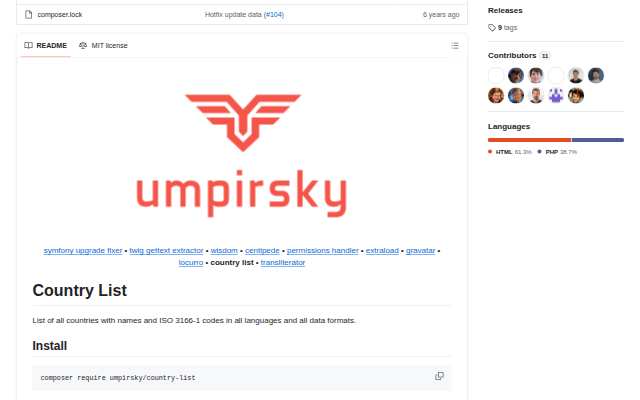 composer.lock Hotfix update data (#104) 6 years ago
README MIT license
umpirsky
symfony upgrade fixer • twig gettext extractor • wisdom • centipede • permissions handler • extraload • gravatar •
locurro • country list • transliterator
Country List
List of all countries with names and ISO 3166-1 codes in all languages and all data formats.
Install
composer require umpirsky/country-list
Releases
9 tags
Contributors 11
Languages
HTML 61.3% PHP 38.7%